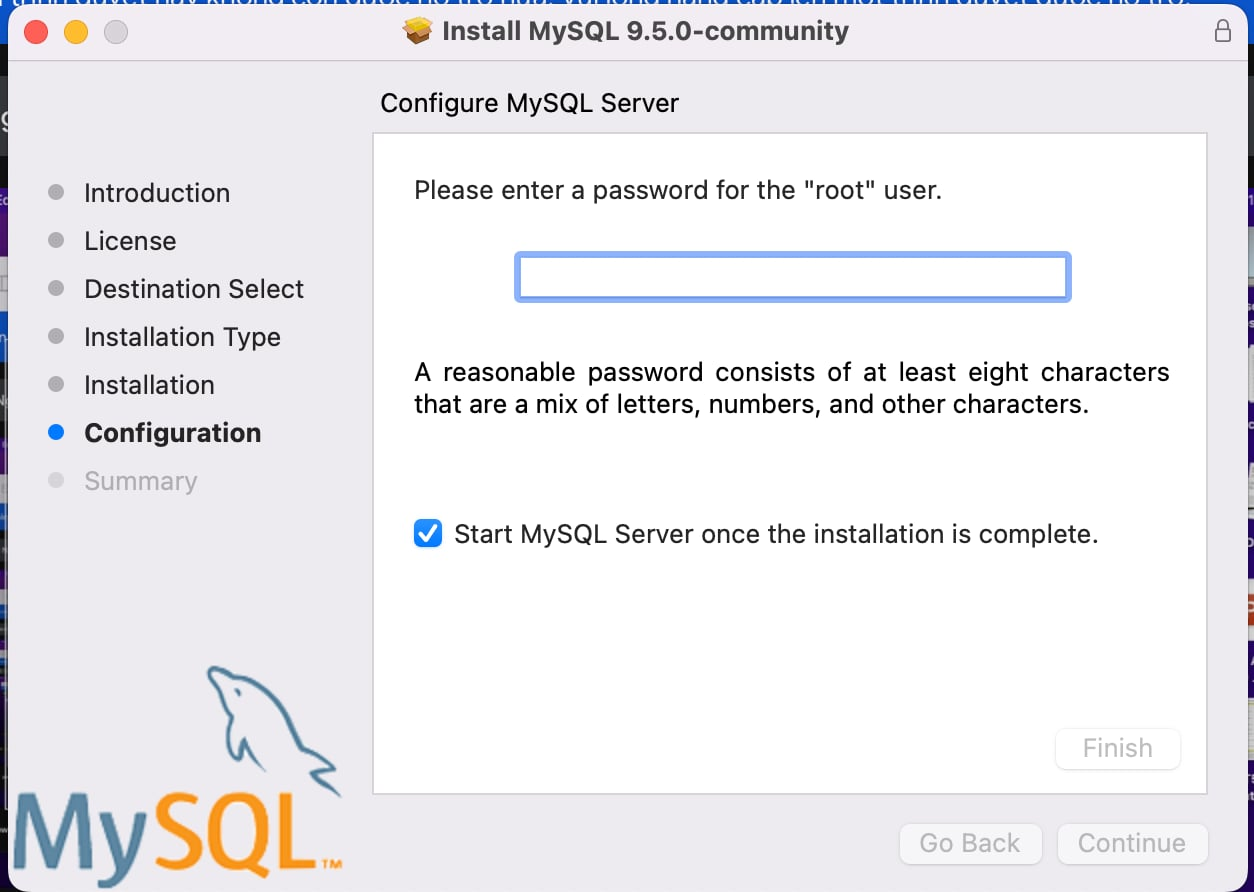 Install MySQL 9.5.0-community
Configure MySQL Server
Introduction
License
Destination Select
Installation Type
Installation
Configuration
Summary
Please enter a password for the "root" user.
A reasonable password consists of at least eight characters
that are a mix of letters, numbers, and other characters.
Start MySQL Server once the installation is complete.
Finish
MySQL™
Go Back
Continue